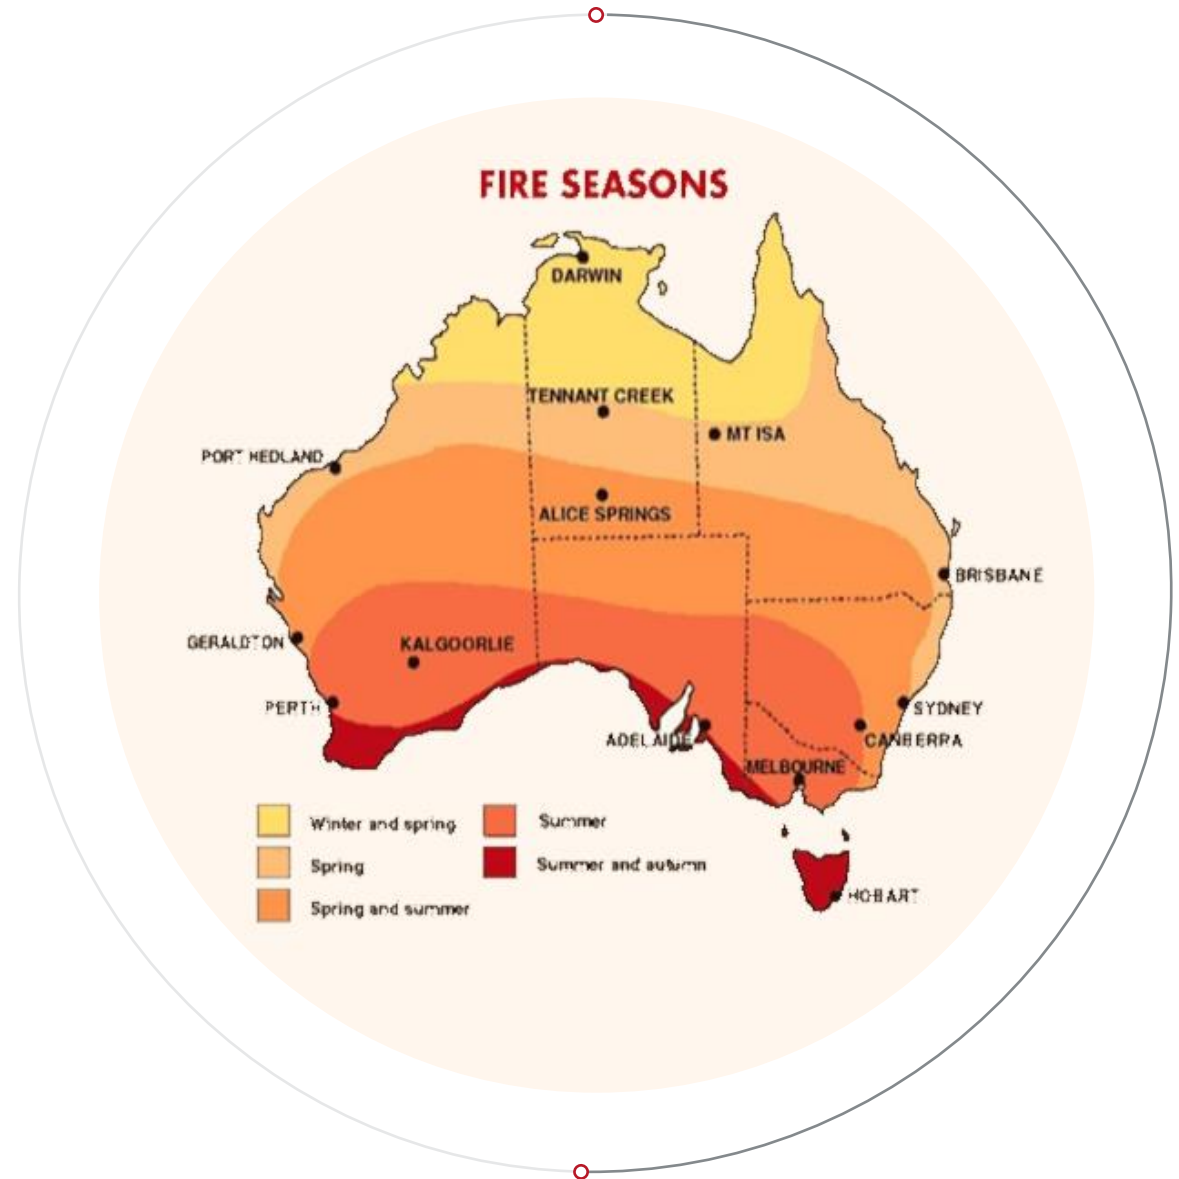 FIRE SEASONS
DARWIN
TENNANT CREEK
MT ISA
PORT HEDLAND
ALICE SPRINGS
BRISBANE
GERALDTON
KALGOORLIE
PERTH
SYDNEY
ADELAIDE
CANBERRA
MELBOURNE
Winter and spring
Summer
Spring
Summer and autumn
Spring and summer
HOBART